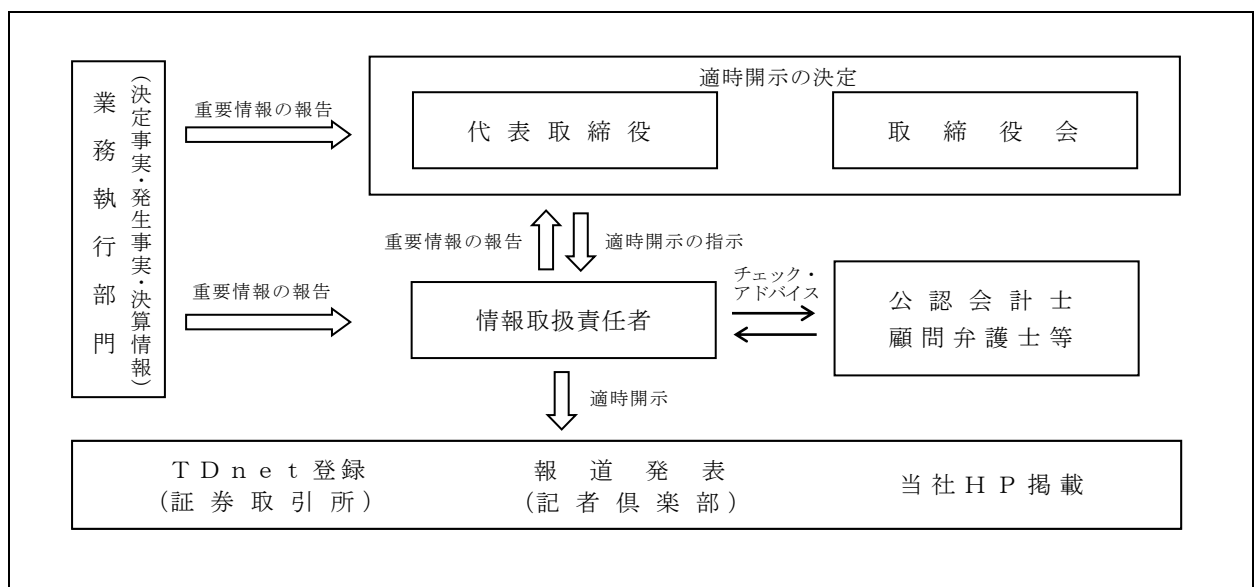 業務執行部門
(決定事実・発生事実・決算情報)
重要情報の報告
適時開示の決定
代表取締役
取締役会
重要情報の報告
適時開示の指示
重要情報の報告
情報取扱責任者
チェック・
アドバイス
公認会計士
顧問弁護士等
適時開示
TDnet登録
(証券取引所)
報道発表
(記者倶楽部)
当社HP掲載